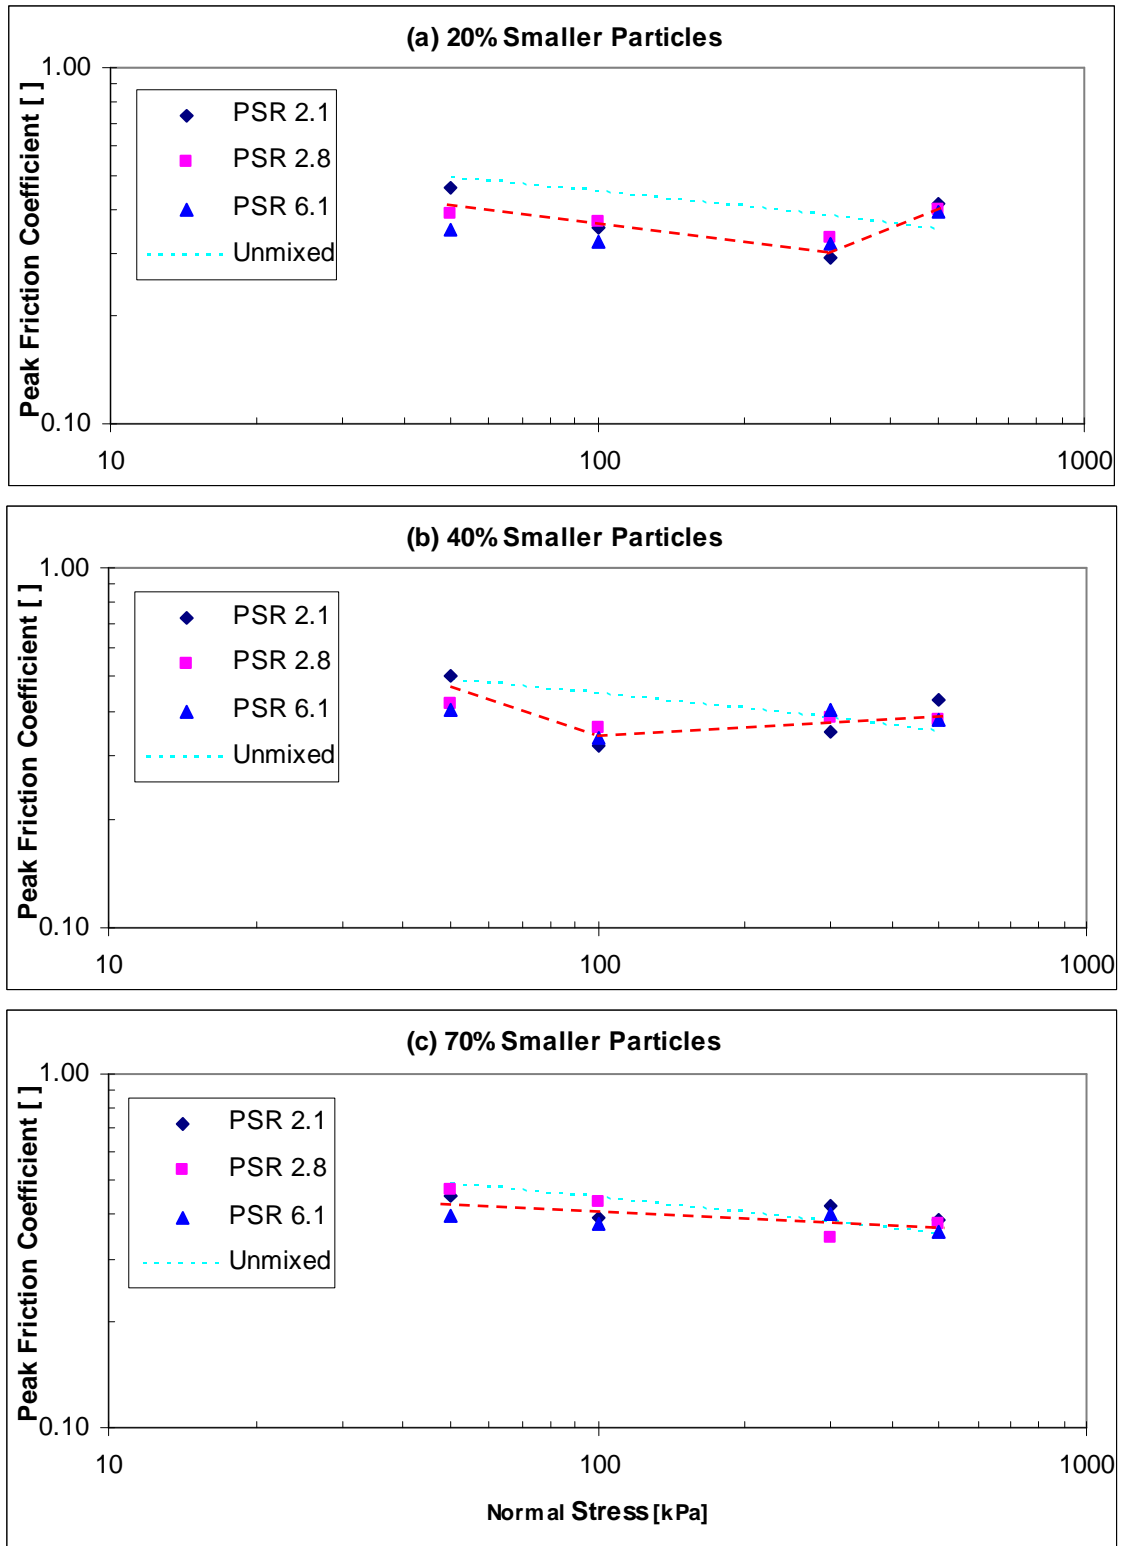 (a) 20% Smaller Particles
Peak Friction Coefficient [ ]
1.00
0.10
PSR 2.1
PSR 2.8
PSR 6.1
Unmixed
10
100
1000
(b) 40% Smaller Particles
Peak Friction Coefficient [ ]
1.00
0.10
PSR 2.1
PSR 2.8
PSR 6.1
Unmixed
10
100
1000
(c) 70% Smaller Particles
Peak Friction Coefficient [ ]
1.00
0.10
PSR 2.1
PSR 2.8
PSR 6.1
Unmixed
10
100
1000
Normal Stress [kPa]